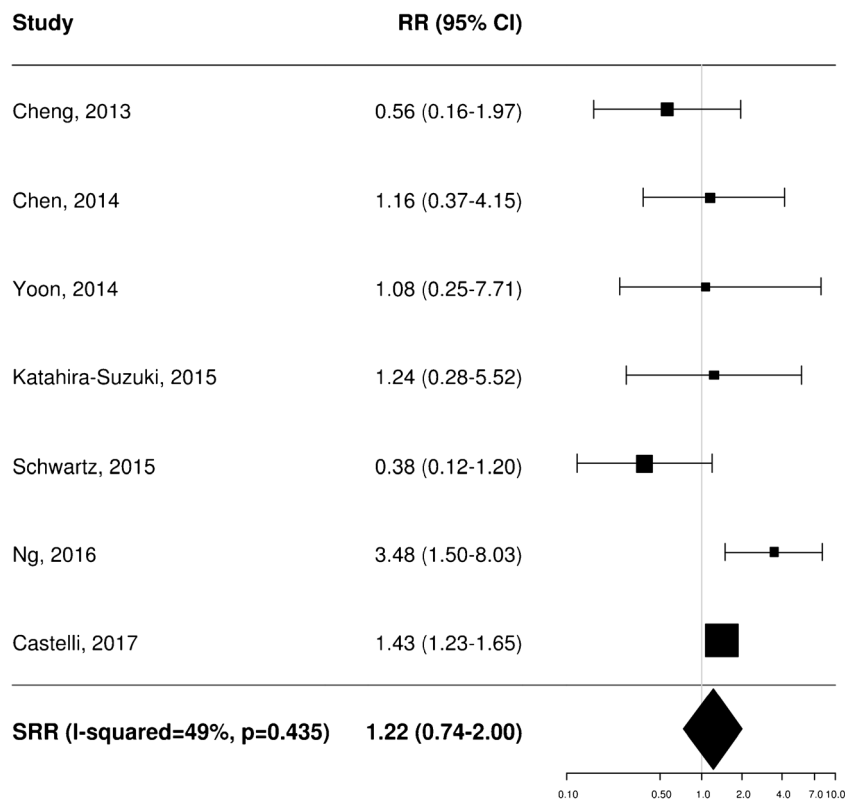 Study RR (95% CI)
Cheng, 2013 0.56 (0.16-1.97)
Chen, 2014 1.16 (0.37-4.15)
Yoon, 2014 1.08 (0.25-7.71)
Katahira-Suzuki, 2015 1.24 (0.28-5.52)
Schwartz, 2015 0.38 (0.12-1.20)
Ng, 2016 3.48 (1.50-8.03)
Castelli, 2017 1.43 (1.23-1.65)
SRR (I-squared=49%, p=0.435) 1.22 (0.74-2.00)
0.10 0.50 1.0 2.0 4.0 7.0 10.0